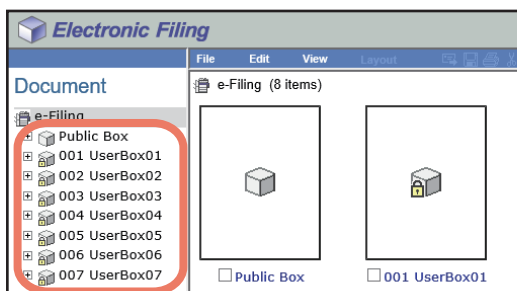 Electronic Filing
File Edit View Layout
Document
e-Filing (8 items)
e-Filing
Public Box
001 UserBox01
002 UserBox02
003 UserBox03
004 UserBox04
005 UserBox05
006 UserBox06
007 UserBox07
Public Box
001 UserBox01